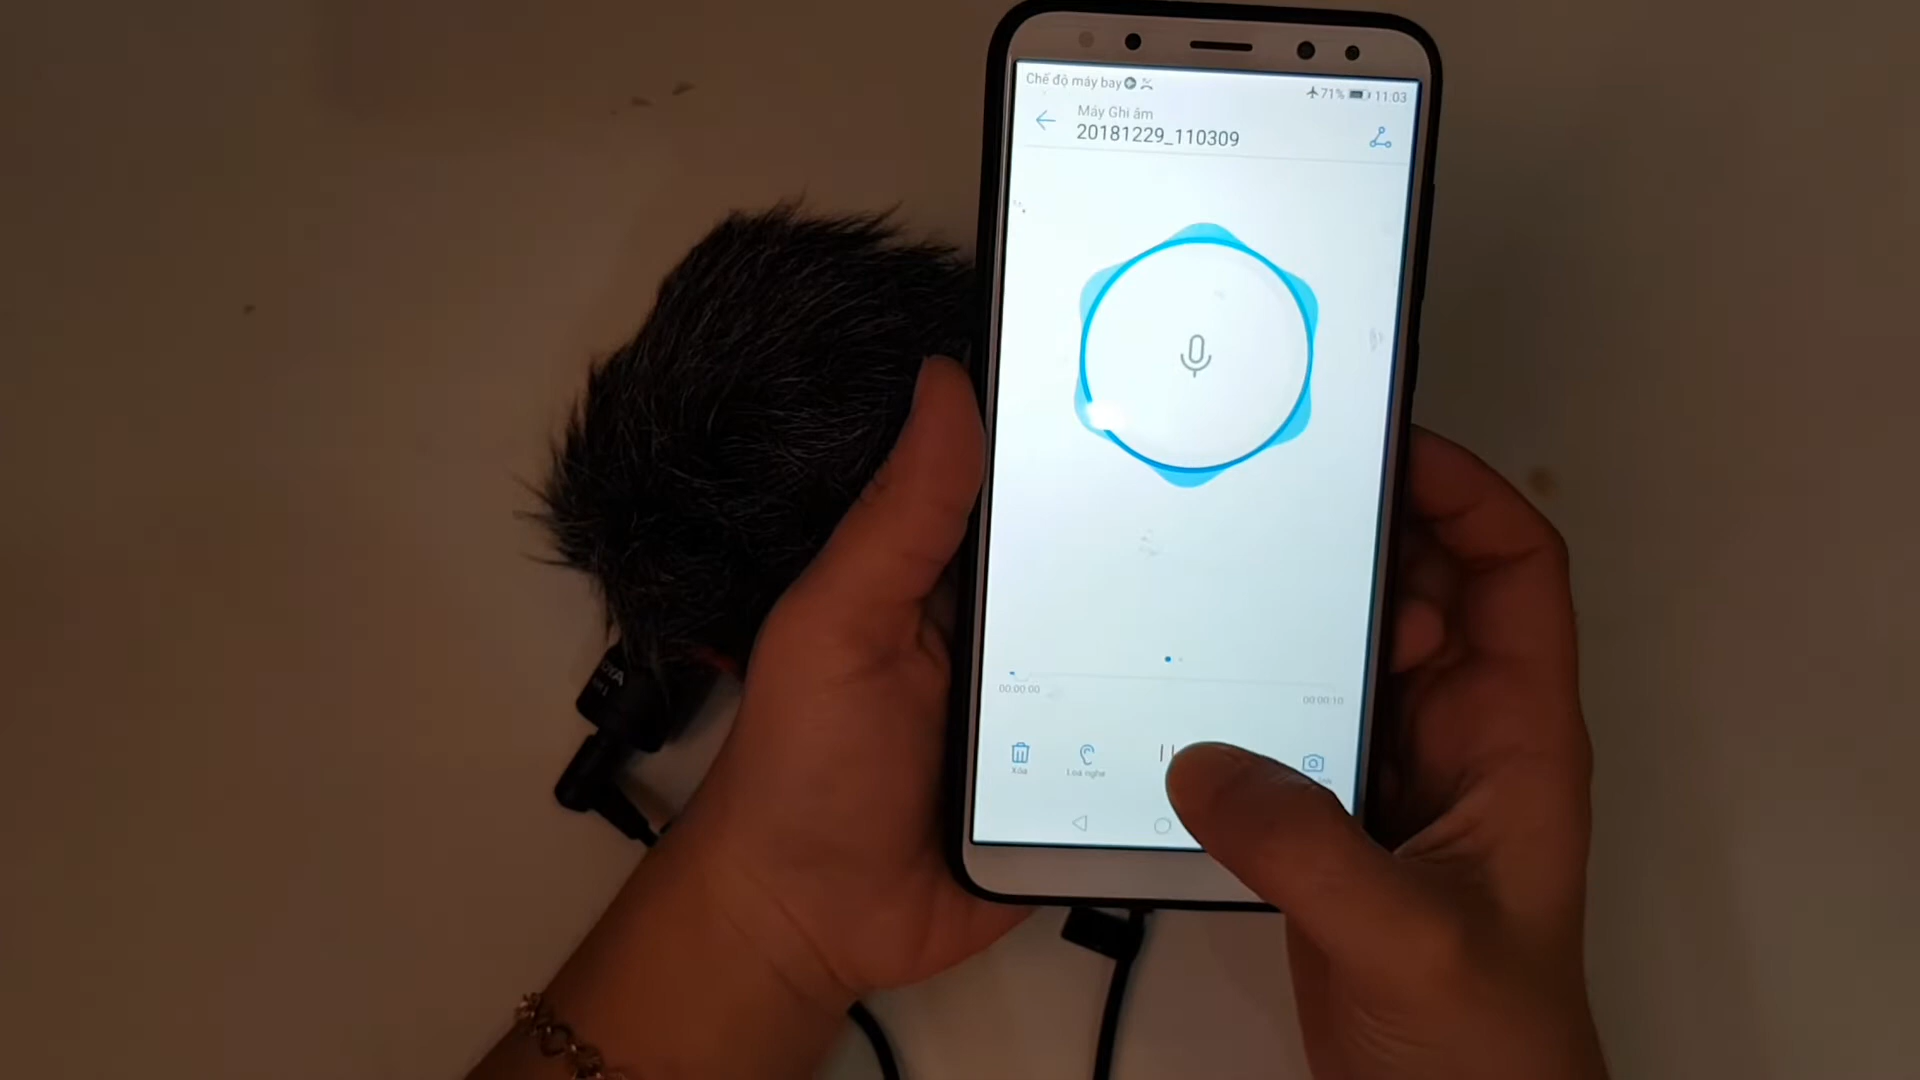 Chế độ máy bay
71% 11:03
Máy Ghi âm
20181229_110309
00:00:00
00:00:10
Xóa
Loa nghe